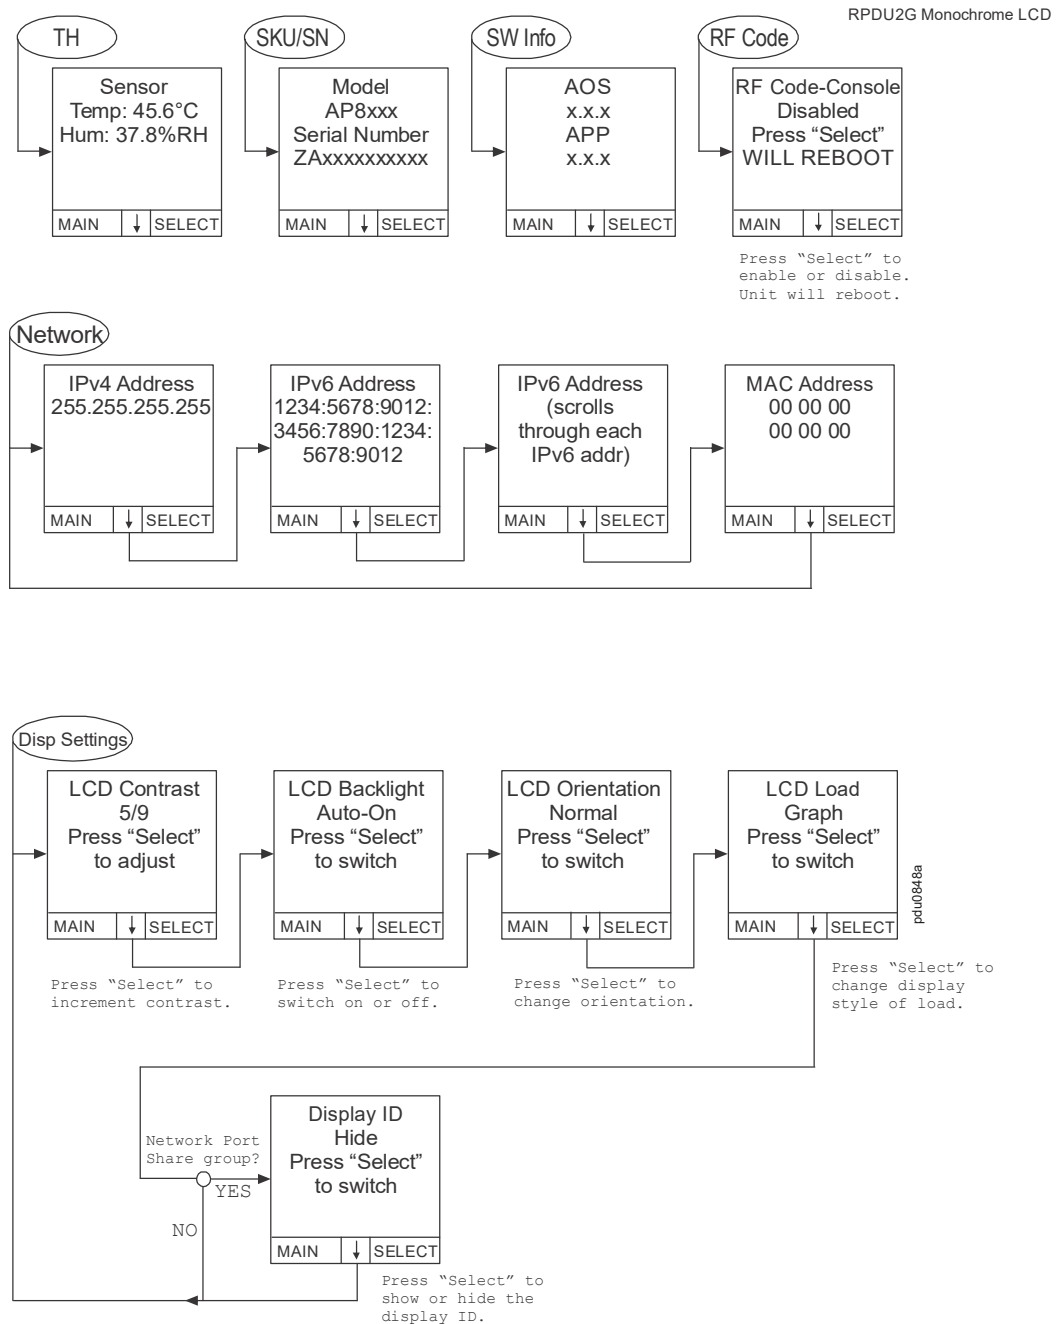 RPDU2G Monochrome LCD
TH
SKU/SN
SW Info
RF Code
Sensor
Temp: 45.6°C
Hum: 37.8%RH
MAIN ↓ SELECT
Model
AP8xxx
Serial Number
ZAxxxxxxxxxx
MAIN ↓ SELECT
AOS
x.x.x
APP
x.x.x
MAIN ↓ SELECT
RF Code-Console
Disabled
Press “Select”
WILL REBOOT
MAIN ↓ SELECT
Press “Select” to
enable or disable.
Unit will reboot.
Network
IPv4 Address
255.255.255.255
MAIN ↓ SELECT
IPv6 Address
1234:5678:9012:
3456:7890:1234:
5678:9012
MAIN ↓ SELECT
IPv6 Address
(scrolls
through each
IPv6 addr)
MAIN ↓ SELECT
MAC Address
00 00 00
00 00 00
MAIN ↓ SELECT
Disp Settings
LCD Contrast
5/9
Press “Select”
to adjust
MAIN ↓ SELECT
Press “Select” to
increment contrast.
LCD Backlight
Auto-On
Press “Select”
to switch
MAIN ↓ SELECT
Press “Select” to
switch on or off.
LCD Orientation
Normal
Press “Select”
to switch
MAIN ↓ SELECT
Press “Select” to
change orientation.
LCD Load
Graph
Press “Select”
to switch
MAIN ↓ SELECT
Press “Select” to
change display
style of load.
pdu0848a
Network Port
Share group?
YES
NO
Display ID
Hide
Press “Select”
to switch
MAIN ↓ SELECT
Press “Select” to
show or hide the
display ID.